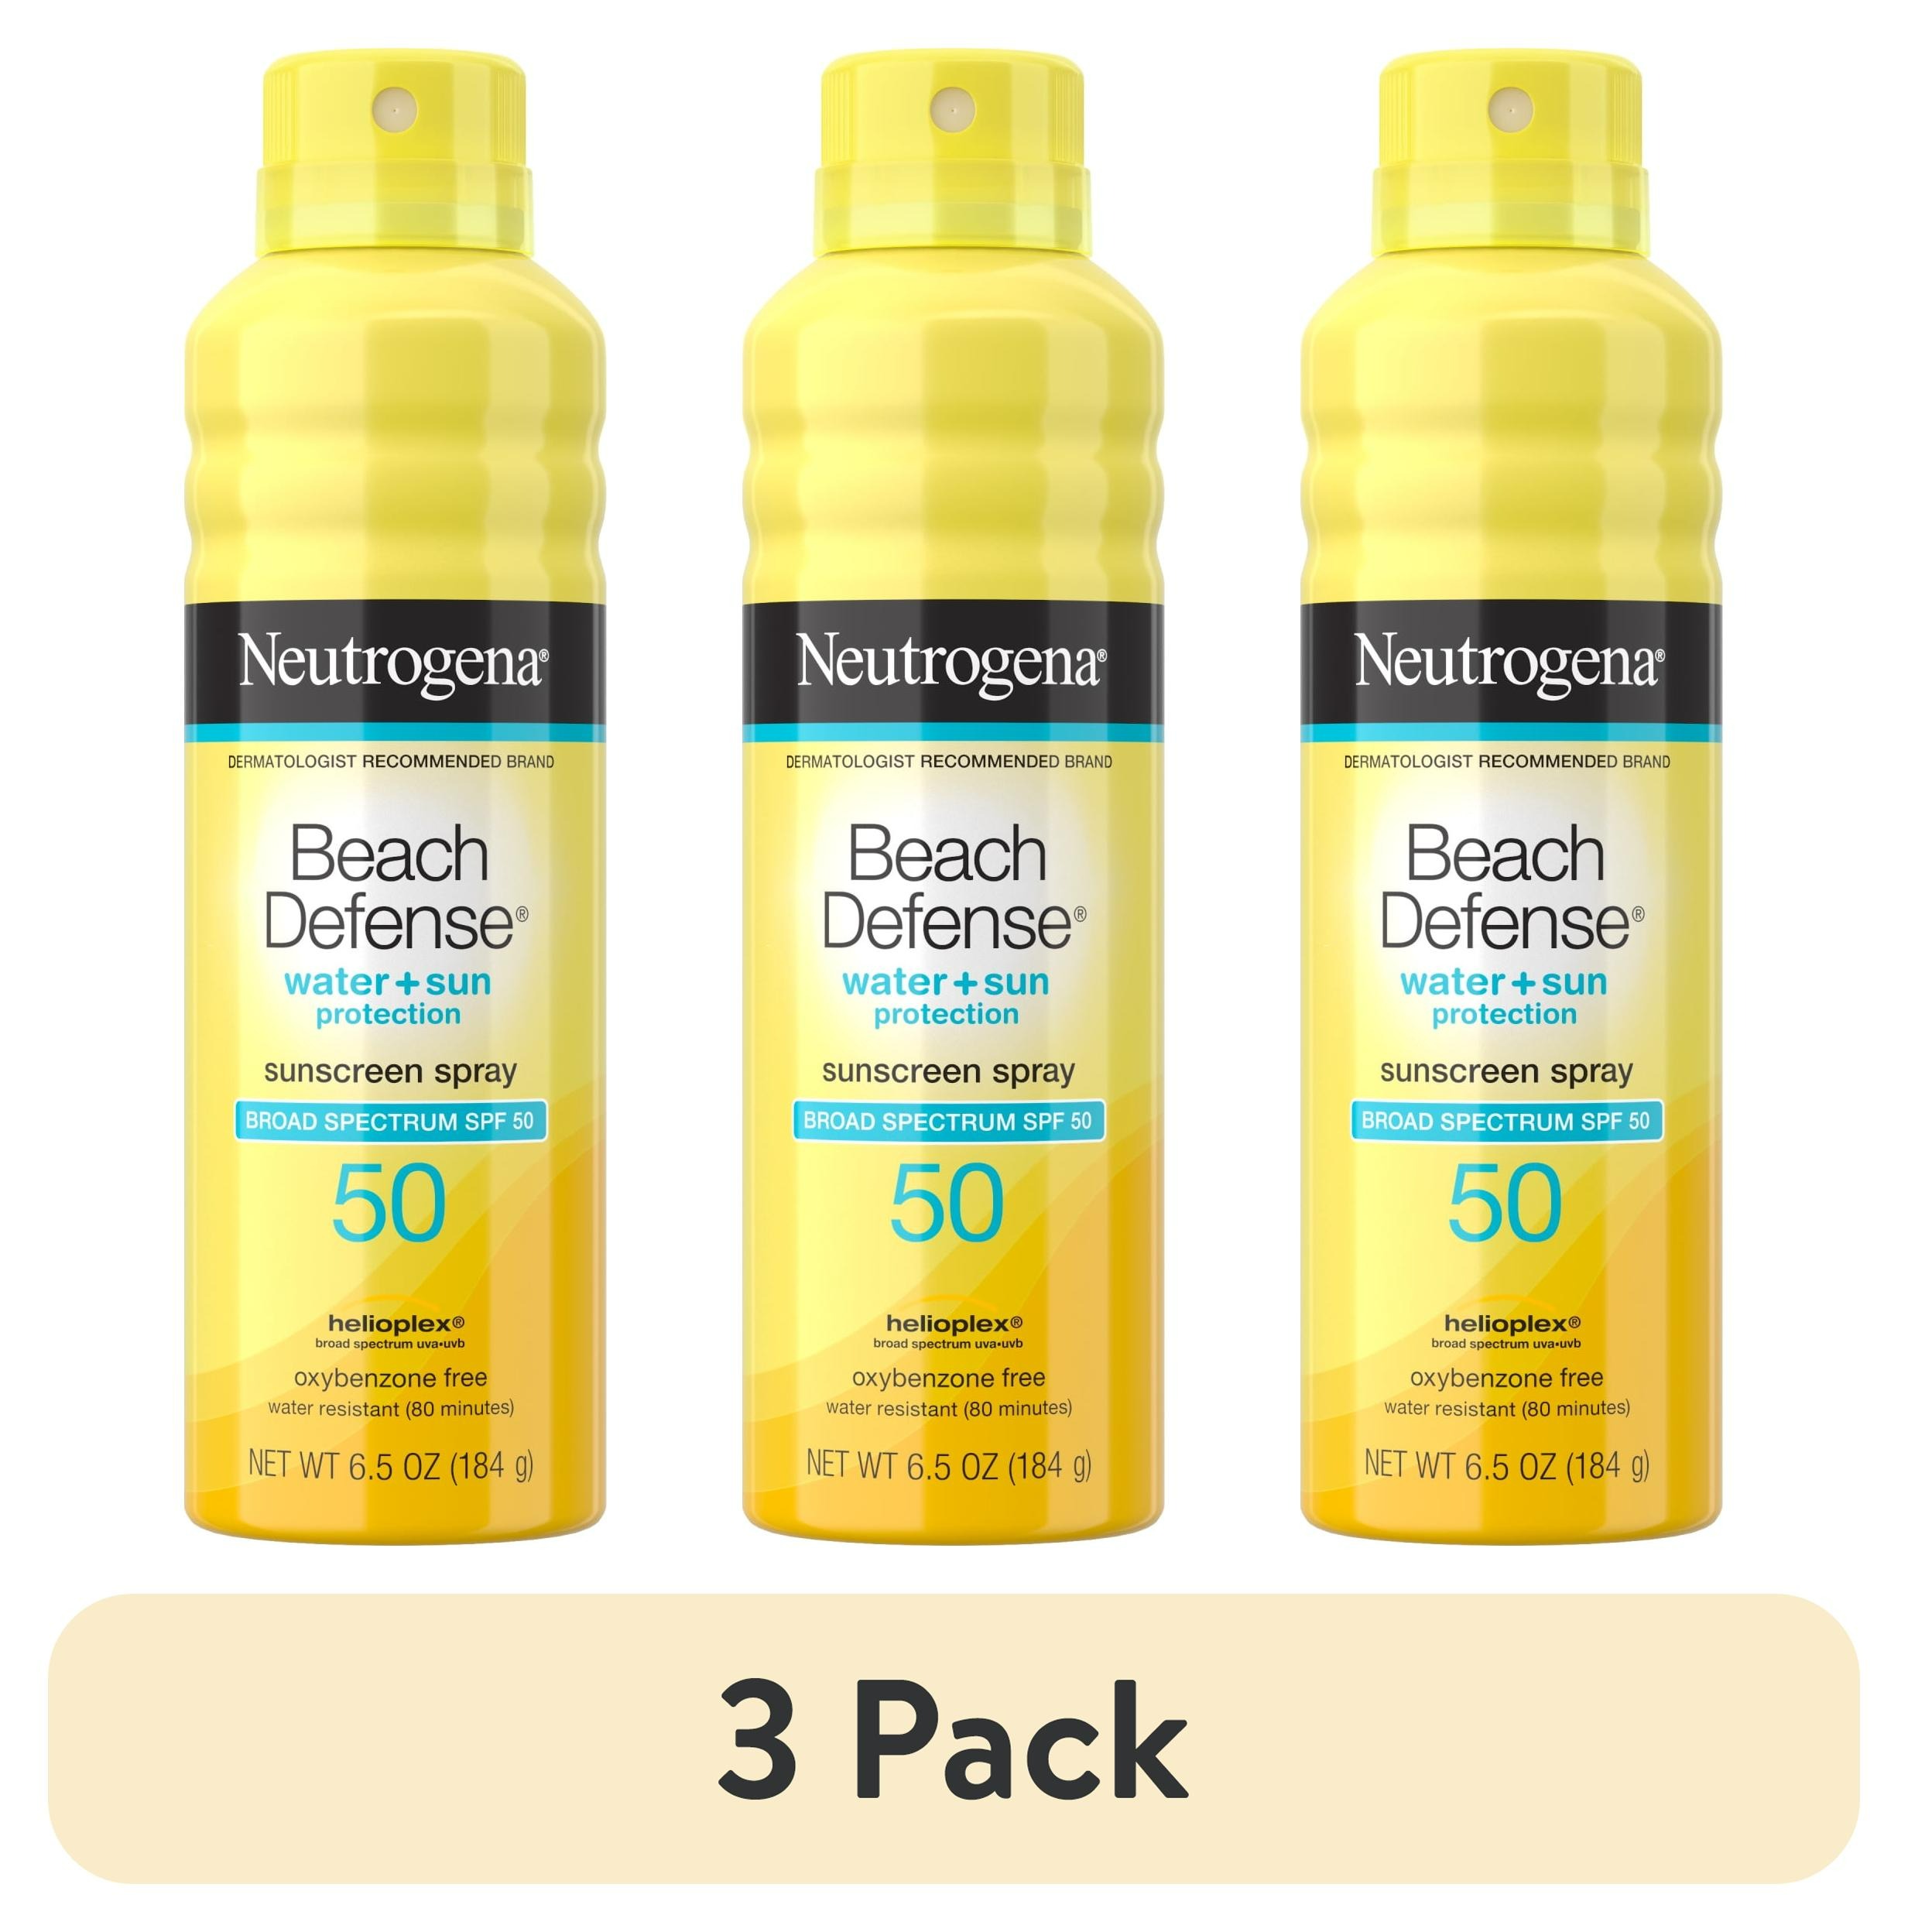 Neutrogena®
DERMATOLOGIST RECOMMENDED BRAND
Beach
Defense®
water+sun
protection
sunscreen spray
BROAD SPECTRUM SPF 50
50
helioplex®
broad spectrum uva•uvb
oxybenzone free
water resistant (80 minutes)
NET WT 6.5 OZ (184 g)
Neutrogena®
DERMATOLOGIST RECOMMENDED BRAND
Beach
Defense®
water+sun
protection
sunscreen spray
BROAD SPECTRUM SPF 50
50
helioplex®
broad spectrum uva•uvb
oxybenzone free
water resistant (80 minutes)
NET WT 6.5 OZ (184 g)
Neutrogena®
DERMATOLOGIST RECOMMENDED BRAND
Beach
Defense®
water+sun
protection
sunscreen spray
BROAD SPECTRUM SPF 50
50
helioplex®
broad spectrum uva•uvb
oxybenzone free
water resistant (80 minutes)
NET WT 6.5 OZ (184 g)
3 Pack